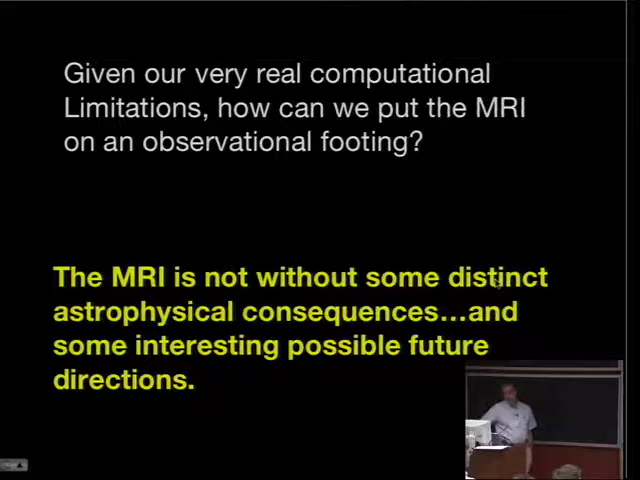 Given our very real computational
Limitations, how can we put the MRI
on an observational footing?
The MRI is not without some distinct
astrophysical consequences…and
some interesting possible future
directions.